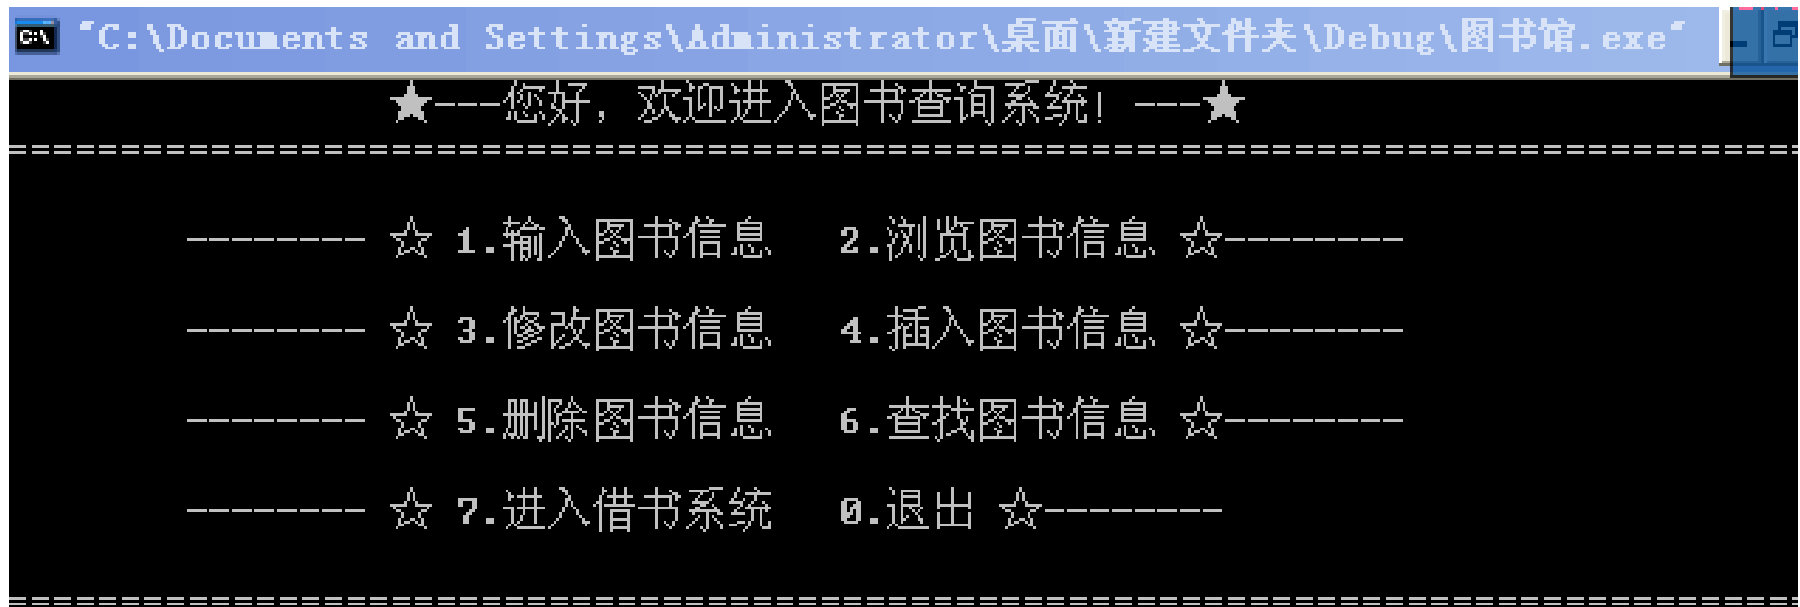 "C:\Documents and Settings\Administrator\桌面\新建文件夹\Debug\图书馆.exe"
★---您好，欢迎进入图书查询系统！---★
================================================================================
-------- ☆ 1.输入图书信息   2.浏览图书信息 ☆--------
-------- ☆ 3.修改图书信息   4.插入图书信息 ☆--------
-------- ☆ 5.删除图书信息   6.查找图书信息 ☆--------
-------- ☆ 7.进入借书系统   0.退出 ☆--------
================================================================================